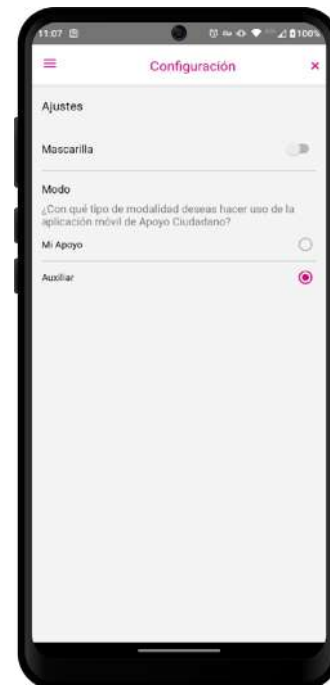 11:07
100%
Configuración
Ajustes
Mascarilla
Modo
¿Con qué tipo de modalidad deseas hacer uso de la
aplicación móvil de Apoyo Ciudadano?
Mi Apoyo
Auxiliar